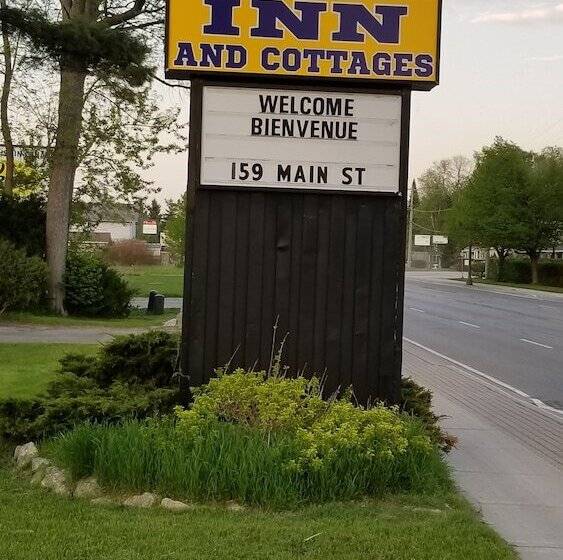 INN
AND COTTAGES
WELCOME
BIENVENUE
159 MAIN ST